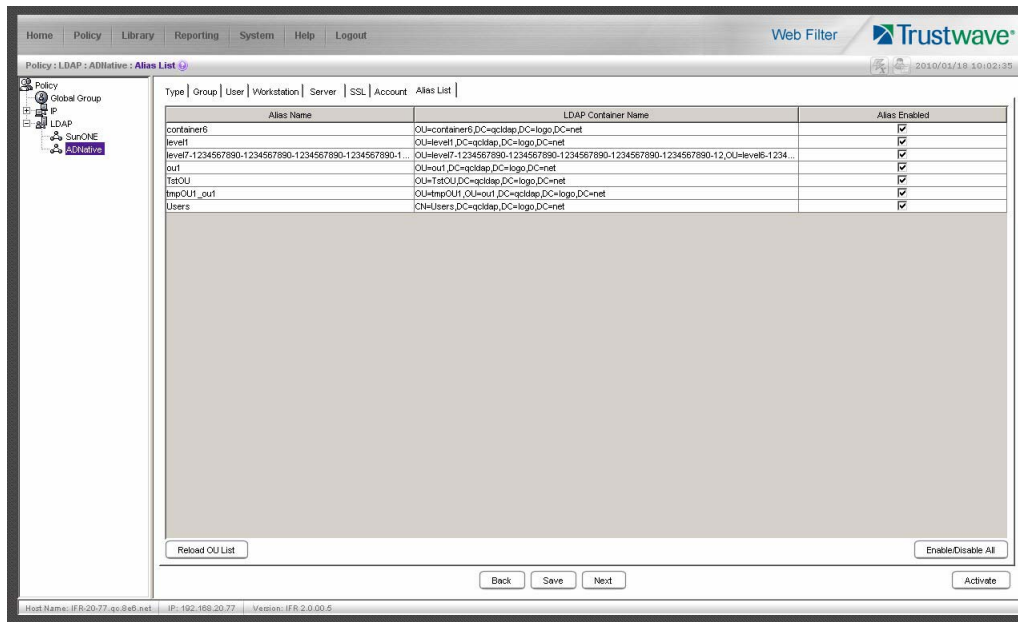 Home Policy Library Reporting System Help Logout Web Filter Trustwave®
Policy : LDAP : ADNative : Alias List 2010/01/18 10:02:35
Policy
Global Group
IP
LDAP
SunONE
ADNative
Type Group User Workstation Server SSL Account Alias List
Alias Name LDAP Container Name Alias Enabled
container6 OU=container6,DC=qcldap,DC=logo,DC=net
level1 OU=level1,DC=qcldap,DC=logo,DC=net
level7-1234567890-1234567890-1234567890-1234567890-1... OU=level7-1234567890-1234567890-1234567890-1234567890-1234567890-12,OU=level6-1234...
ou1 OU=ou1,DC=qcldap,DC=logo,DC=net
TstOU OU=TstOU,DC=qcldap,DC=logo,DC=net
tmpOU1_ou1 OU=tmpOU1,OU=ou1,DC=qcldap,DC=logo,DC=net
Users CN=Users,DC=qcldap,DC=logo,DC=net
Reload OU List Enable/Disable All
Back Save Next Activate
Host Name: IFR-20-77.qc.8e6.net IP: 192.168.20.77 Version: IFR 2.0.00.5